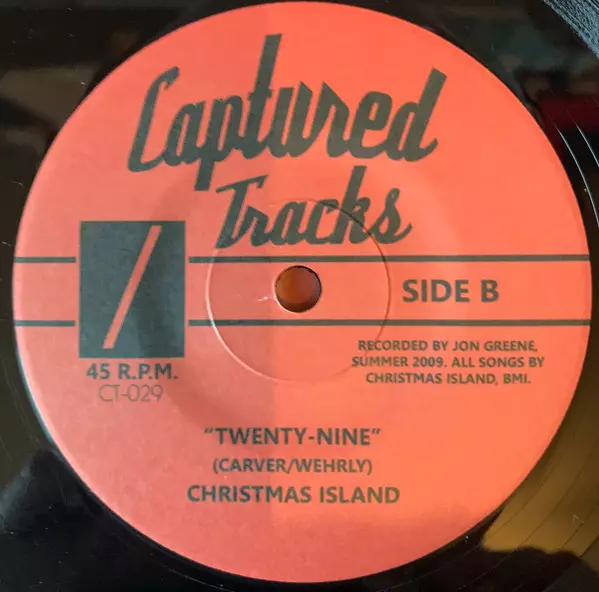 Captured
Tracks
SIDE B
45 R.P.M.
CT-029
RECORDED BY JON GREENE,
SUMMER 2009. ALL SONGS BY
CHRISTMAS ISLAND, BMI.
"TWENTY-NINE"
(CARVER/WEHRLY)
CHRISTMAS ISLAND